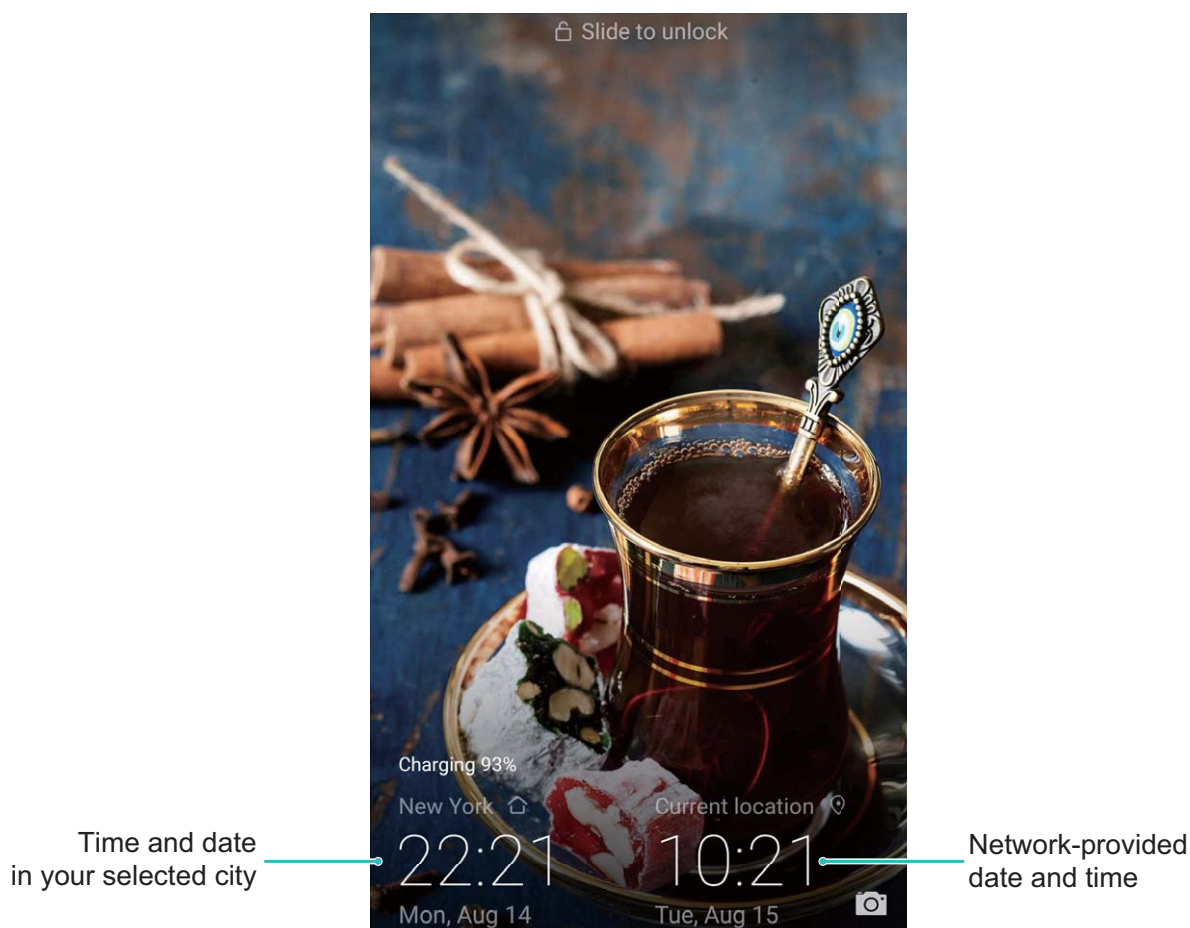 Slide to unlock
Charging 93%
New York
Current location
22:21
10:21
Mon, Aug 14
Tue, Aug 15
Time and date
in your selected city
Network-provided
date and time